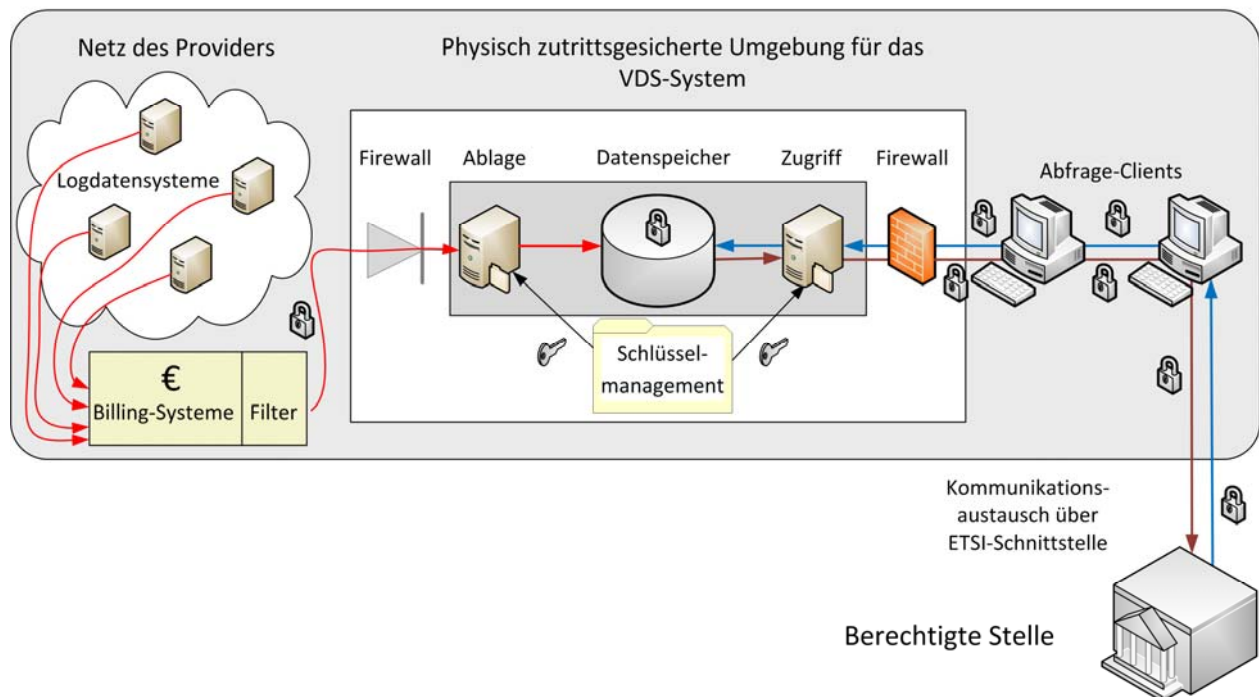 Netz des Providers
Physisch zutrittsgesicherte Umgebung für das
VDS-System
Logdatensysteme
Firewall
Ablage
Datenspeicher
Zugriff
Firewall
Abfrage-Clients
Schlüssel-
management
€
Billing-Systeme
Filter
Kommunikations-
austausch über
ETSI-Schnittstelle
Berechtigte Stelle